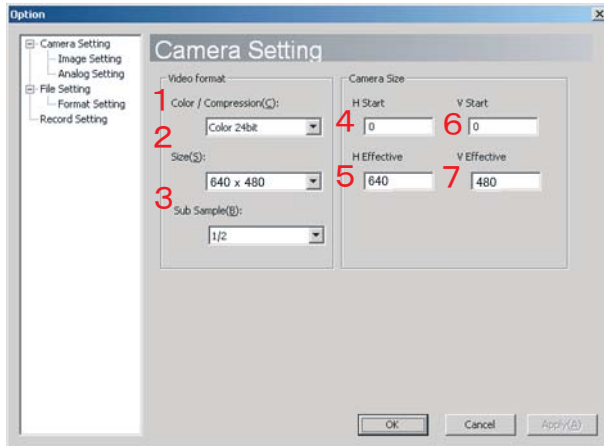 Option
Camera Setting
Image Setting
Analog Setting
File Setting
Format Setting
Record Setting
Camera Setting
Video format
1 Color / Compression(C):
2
Color 24bit
Size(S):
640 x 480
3
Sub Sample(B):
1/2
Camera Size
H Start V Start
4 0 6 0
H Effective V Effective
5 640 7 480
OK Cancel Apply(A)